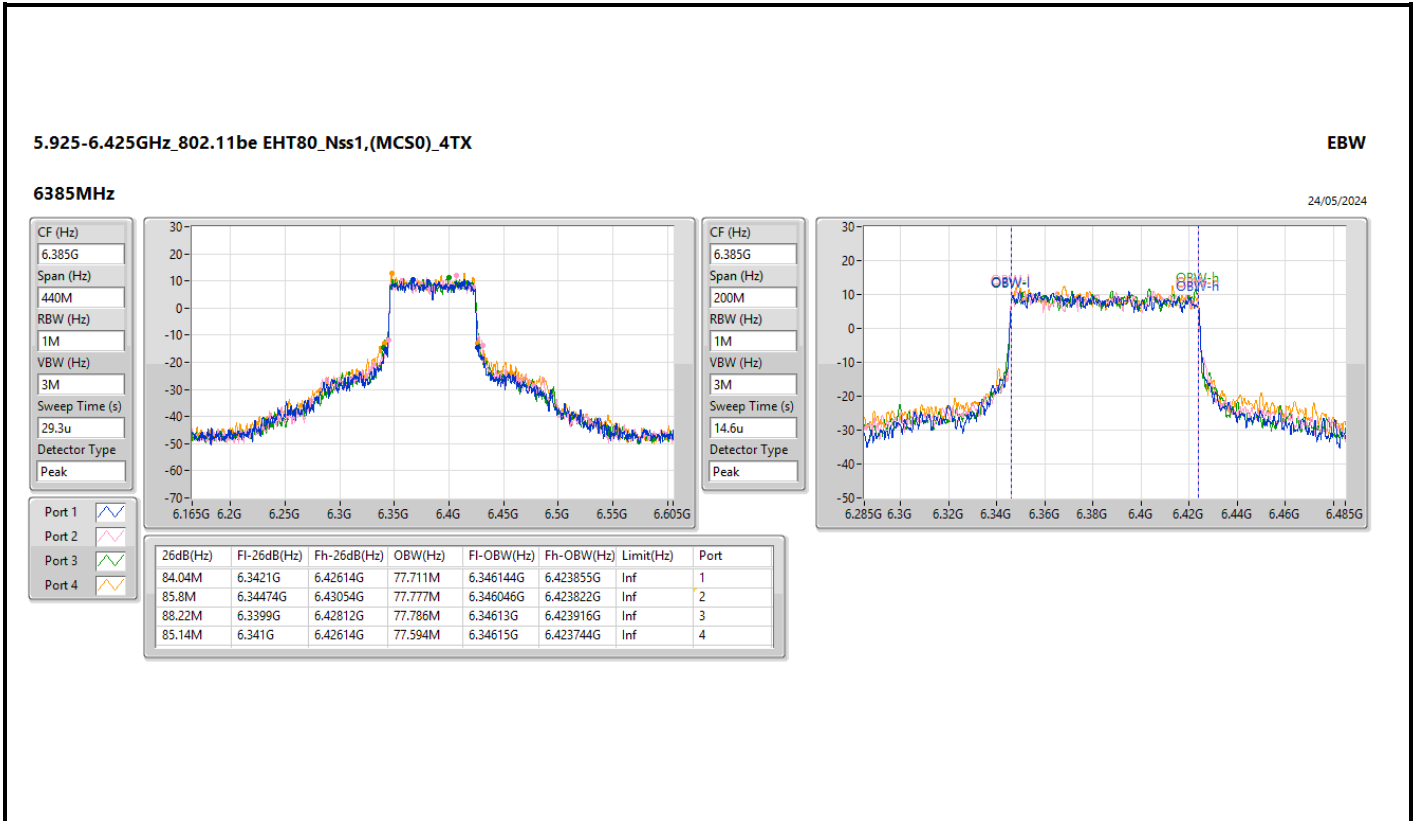 5.925-6.425GHz_802.11be EHT80_Nss1,(MCS0)_4TX
EBW
6385MHz
24/05/2024
CF (Hz)
6.385G
Span (Hz)
440M
RBW (Hz)
1M
VBW (Hz)
3M
Sweep Time (s)
29.3u
Detector Type
Peak
30
20
10
0
-10
-20
-30
-40
-50
-60
-70
6.165G 6.2G 6.25G 6.3G 6.35G 6.4G 6.45G 6.5G 6.55G 6.605G
CF (Hz)
6.385G
Span (Hz)
200M
RBW (Hz)
1M
VBW (Hz)
3M
Sweep Time (s)
14.6u
Detector Type
Peak
30
20
10
0
-10
-20
-30
-40
-50
OBW-l
OBW-h
OBW-h
6.285G 6.3G 6.32G 6.34G 6.36G 6.38G 6.4G 6.42G 6.44G 6.46G 6.485G
Port 1
Port 2
Port 3
Port 4
26dB(Hz) Fl-26dB(Hz) Fh-26dB(Hz) OBW(Hz) Fl-OBW(Hz) Fh-OBW(Hz) Limit(Hz) Port
84.04M 6.3421G 6.42614G 77.711M 6.346144G 6.423855G Inf 1
85.8M 6.34474G 6.43054G 77.777M 6.346046G 6.423822G Inf 2
88.22M 6.3399G 6.42812G 77.786M 6.34613G 6.423916G Inf 3
85.14M 6.341G 6.42614G 77.594M 6.34615G 6.423744G Inf 4